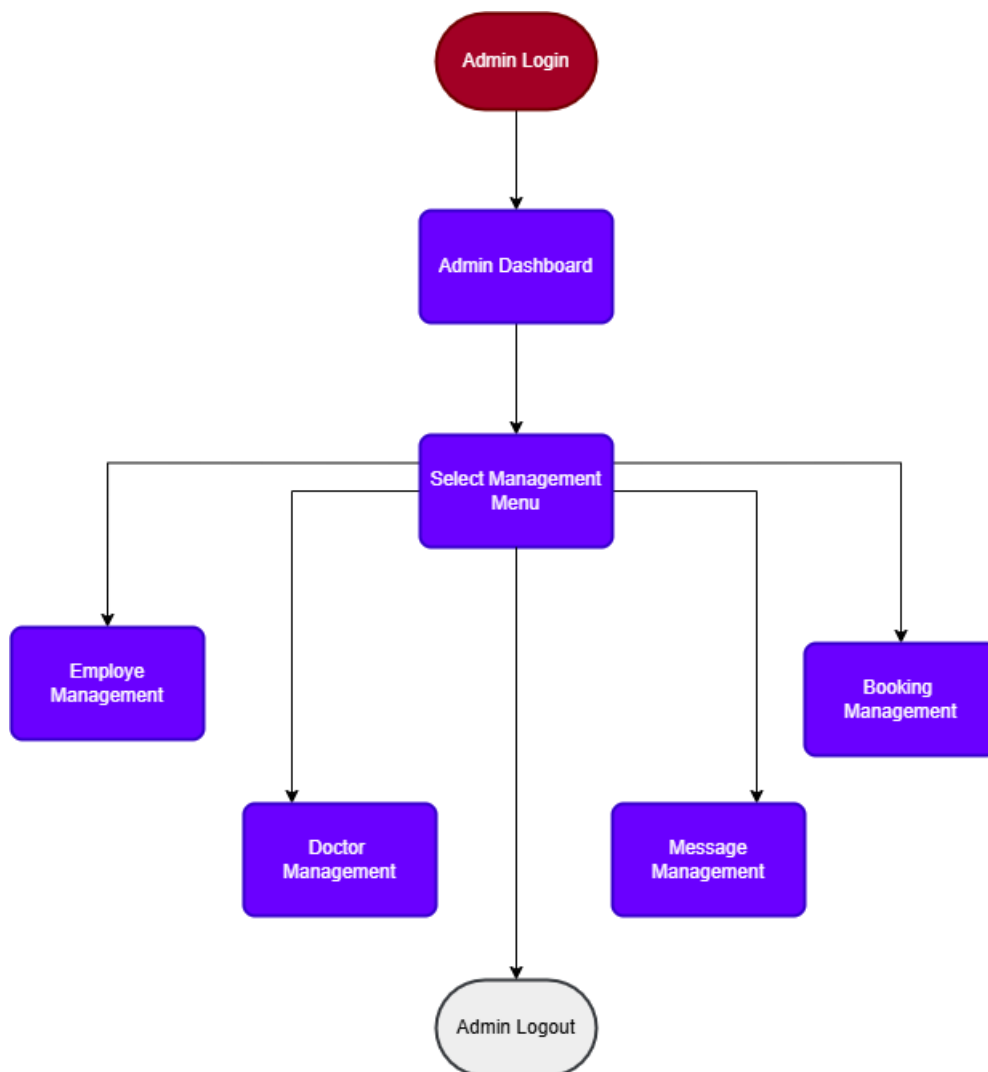 Admin Login
Admin Dashboard
Select Management
Menu
Employe
Management
Booking
Management
Doctor
Management
Message
Management
Admin Logout